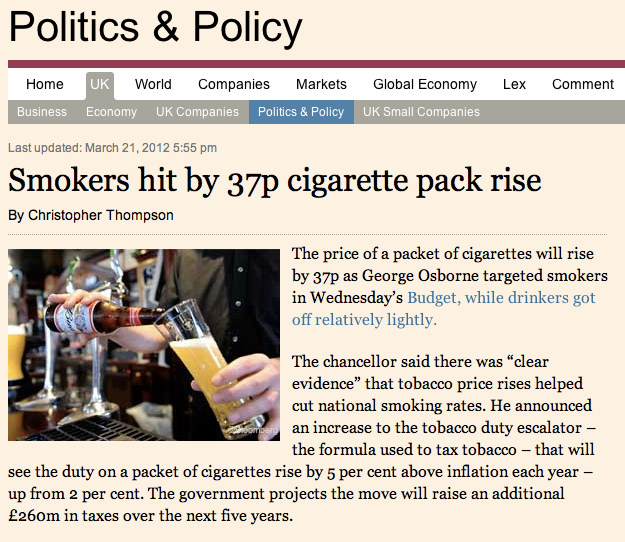 Politics & Policy
Home UK World Companies Markets Global Economy Lex Comment
Business Economy UK Companies Politics & Policy UK Small Companies
Last updated: March 21, 2012 5:55 pm
Smokers hit by 37p cigarette pack rise
By Christopher Thompson
The price of a packet of cigarettes will rise
by 37p as George Osborne targeted smokers
in Wednesday's Budget, while drinkers got
off relatively lightly.
The chancellor said there was “clear
evidence” that tobacco price rises helped
cut national smoking rates. He announced
an increase to the tobacco duty escalator –
the formula used to tax tobacco – that will
see the duty on a packet of cigarettes rise by 5 per cent above inflation each year –
up from 2 per cent. The government projects the move will raise an additional
£260m in taxes over the next five years.
©Bloomberg